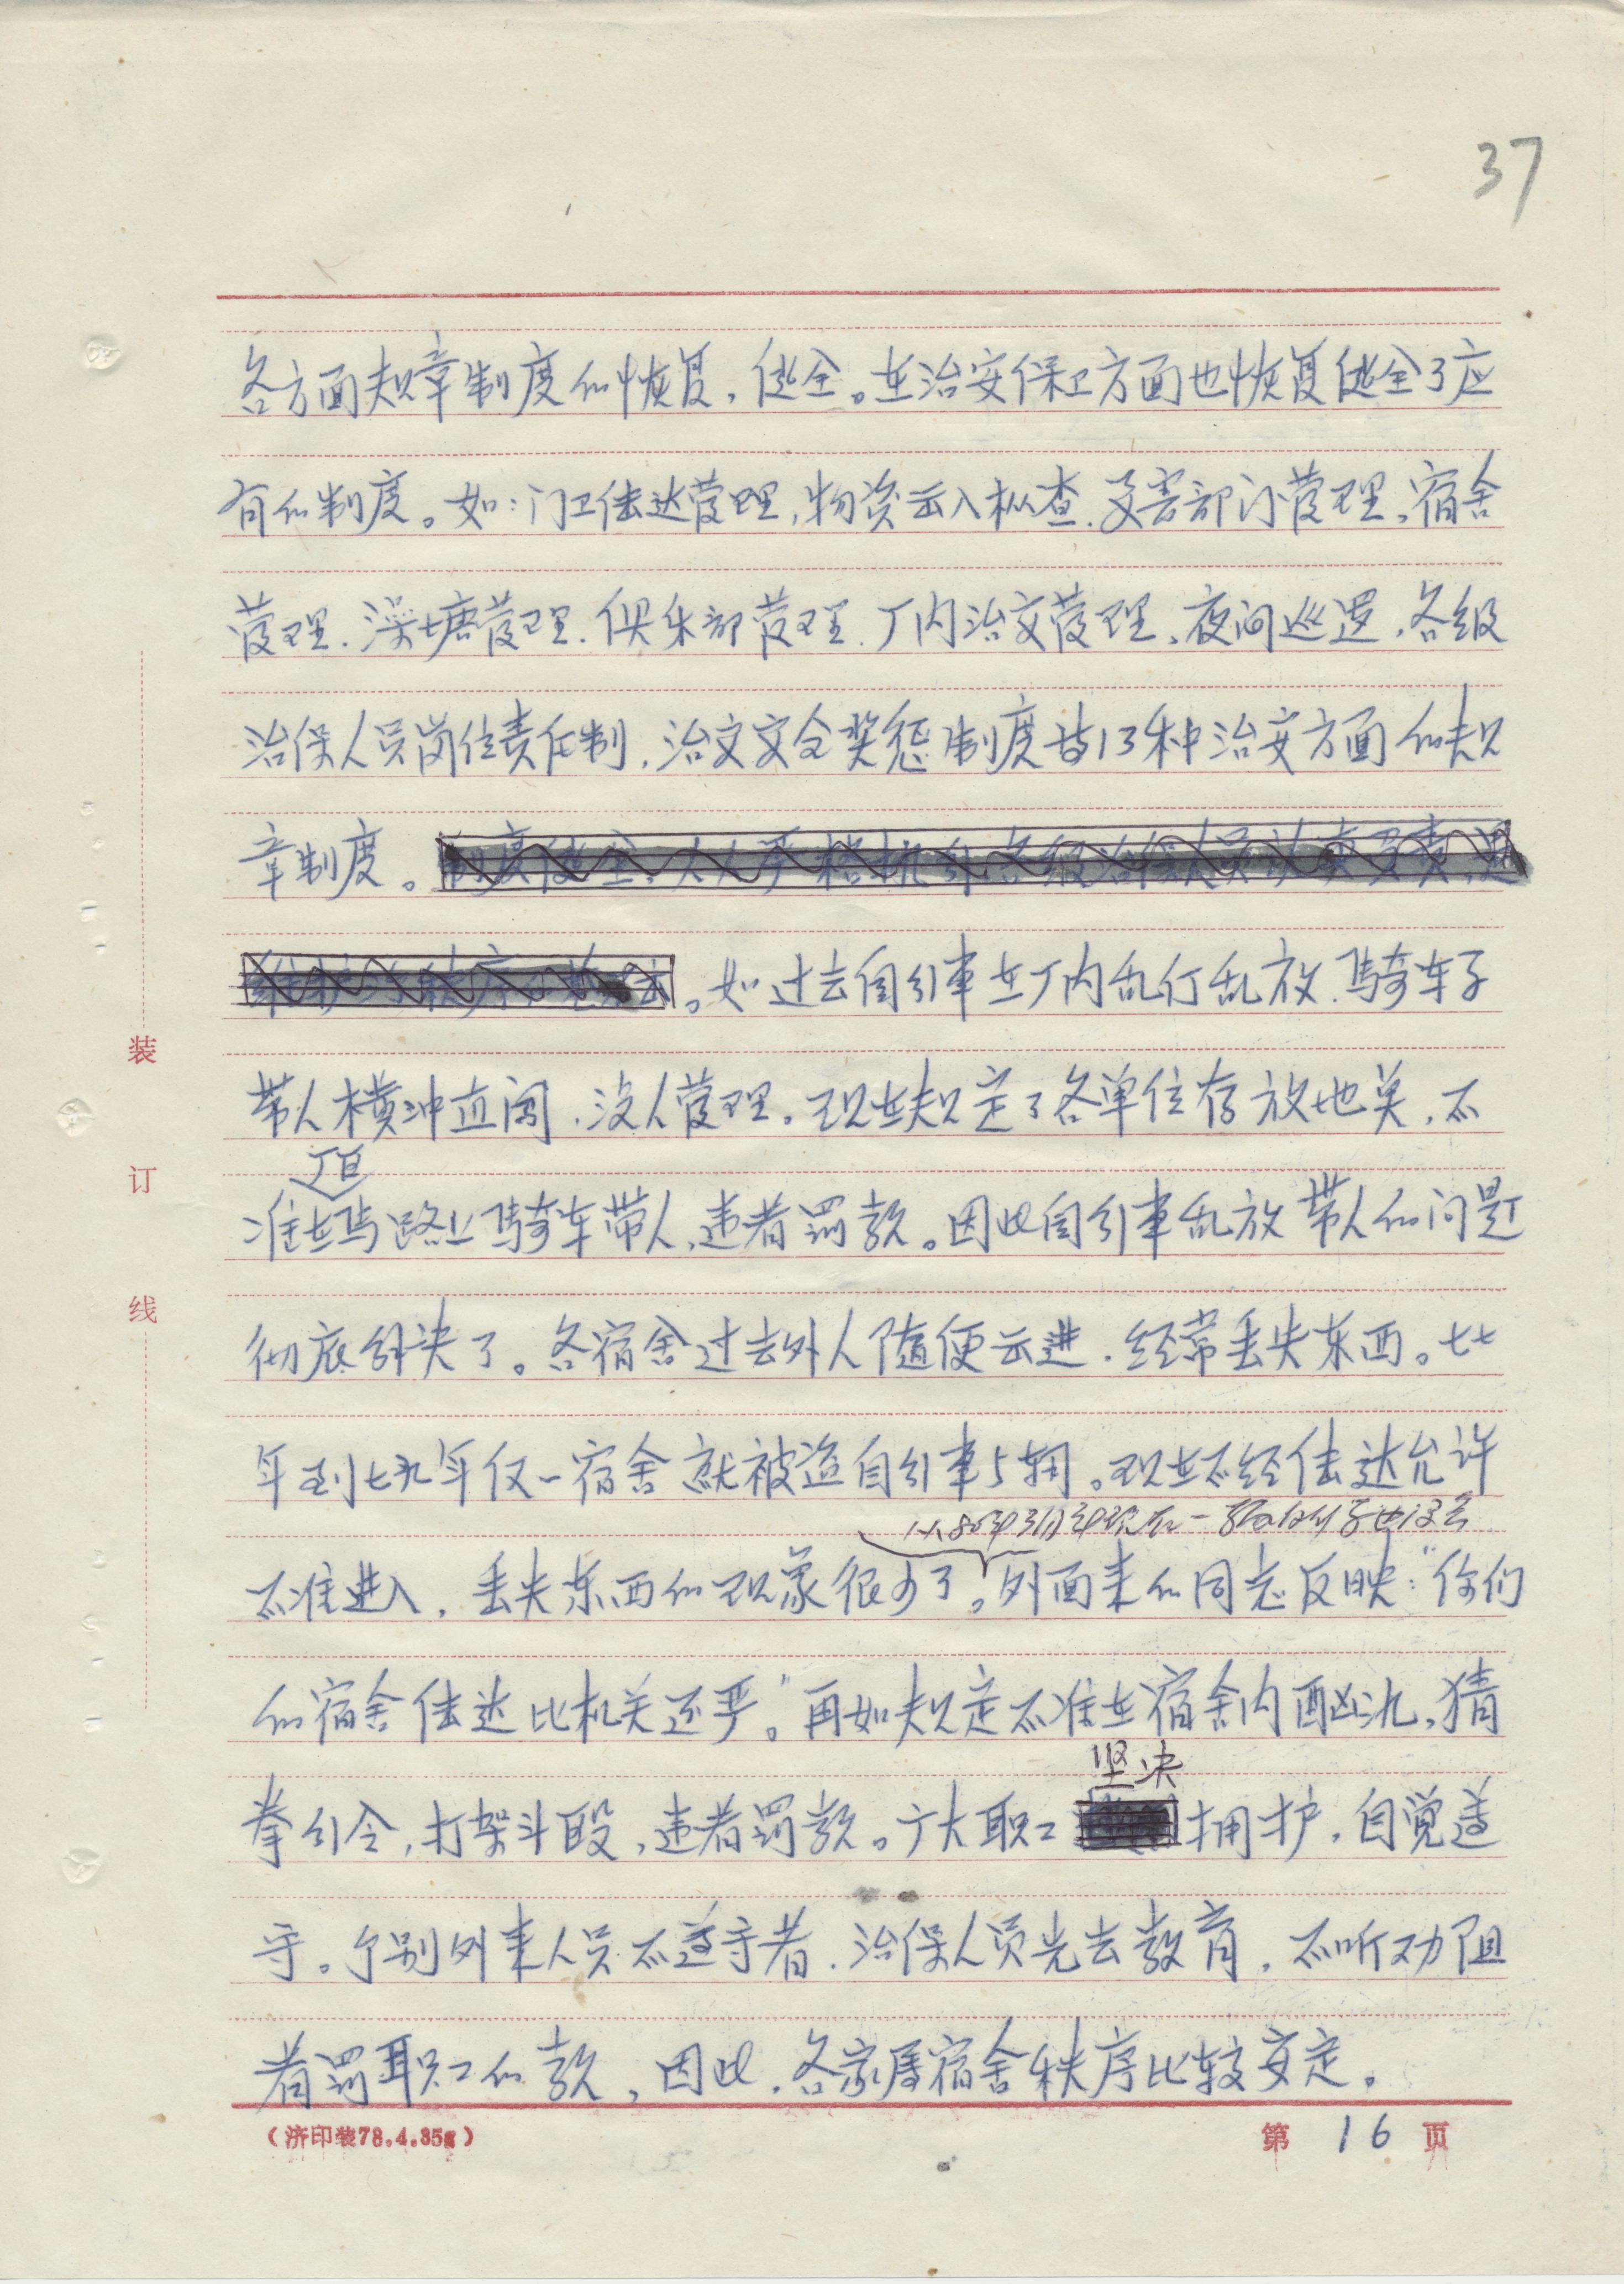 37
各方面规章制度的恢复,健全。在治安保卫方面也恢复健全了应
有的制度。如:门卫传达管理,物资出入检查.要害部门管理,宿舍
管理.澡塘管理.俱乐部管理.厂内治交管理、夜间巡逻,各级
治保人员岗位责任制,治交安全奖惩制度等13种治安方面的规
章制度。
。如过去自行车在厂内乱行乱放.骑车子
带人横冲直闯.没人管理。现在规定了各单位存放地点,不
厂区
准在马路上骑车带人,违者罚款。因此自行车乱放带人的问题
彻底解决了。各宿舍过去外人随便出进.经常丢失东西。七七
年到七九年仅一宿舍就被盗自行车5辆。现在不经传达允许
从80年3月
不准进入,丢失东西的现象很少了。外面来的同志反映:“你们
的宿舍传达比机关还严。”再如规定不准在宿舍内酗酒,猜
坚决
拳行令,打架斗殴,违者罚款。广大职工拥护,自觉遵
守。个别外来人员不遵守者.治保人员先去教育,不听劝阻
者罚职工的款,因此.各家属宿舍秩序比较安定。
装
订
线
(济印装78.4.35g)
第 16 页